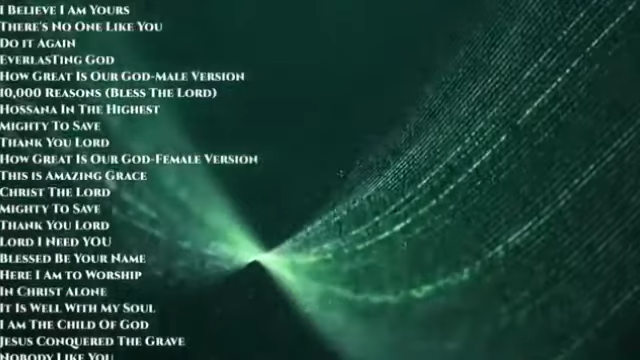 I Believe I Am Yours
There's No One Like You
Do it Again
EverlasTing God
How Great Is Our God-Male Version
10,000 Reasons (Bless The Lord)
Hossana In The Highest
Mighty To Save
Thank You Lord
How Great Is Our God-Female Version
This is Amazing Grace
Christ The Lord
Mighty To Save
Thank You Lord
Lord I Need YOU
Blessed Be Your Name
Here I Am to Worship
In Christ Alone
It Is Well With My Soul
I Am The Child Of God
Jesus Conquered The Grave
Nobody Like You